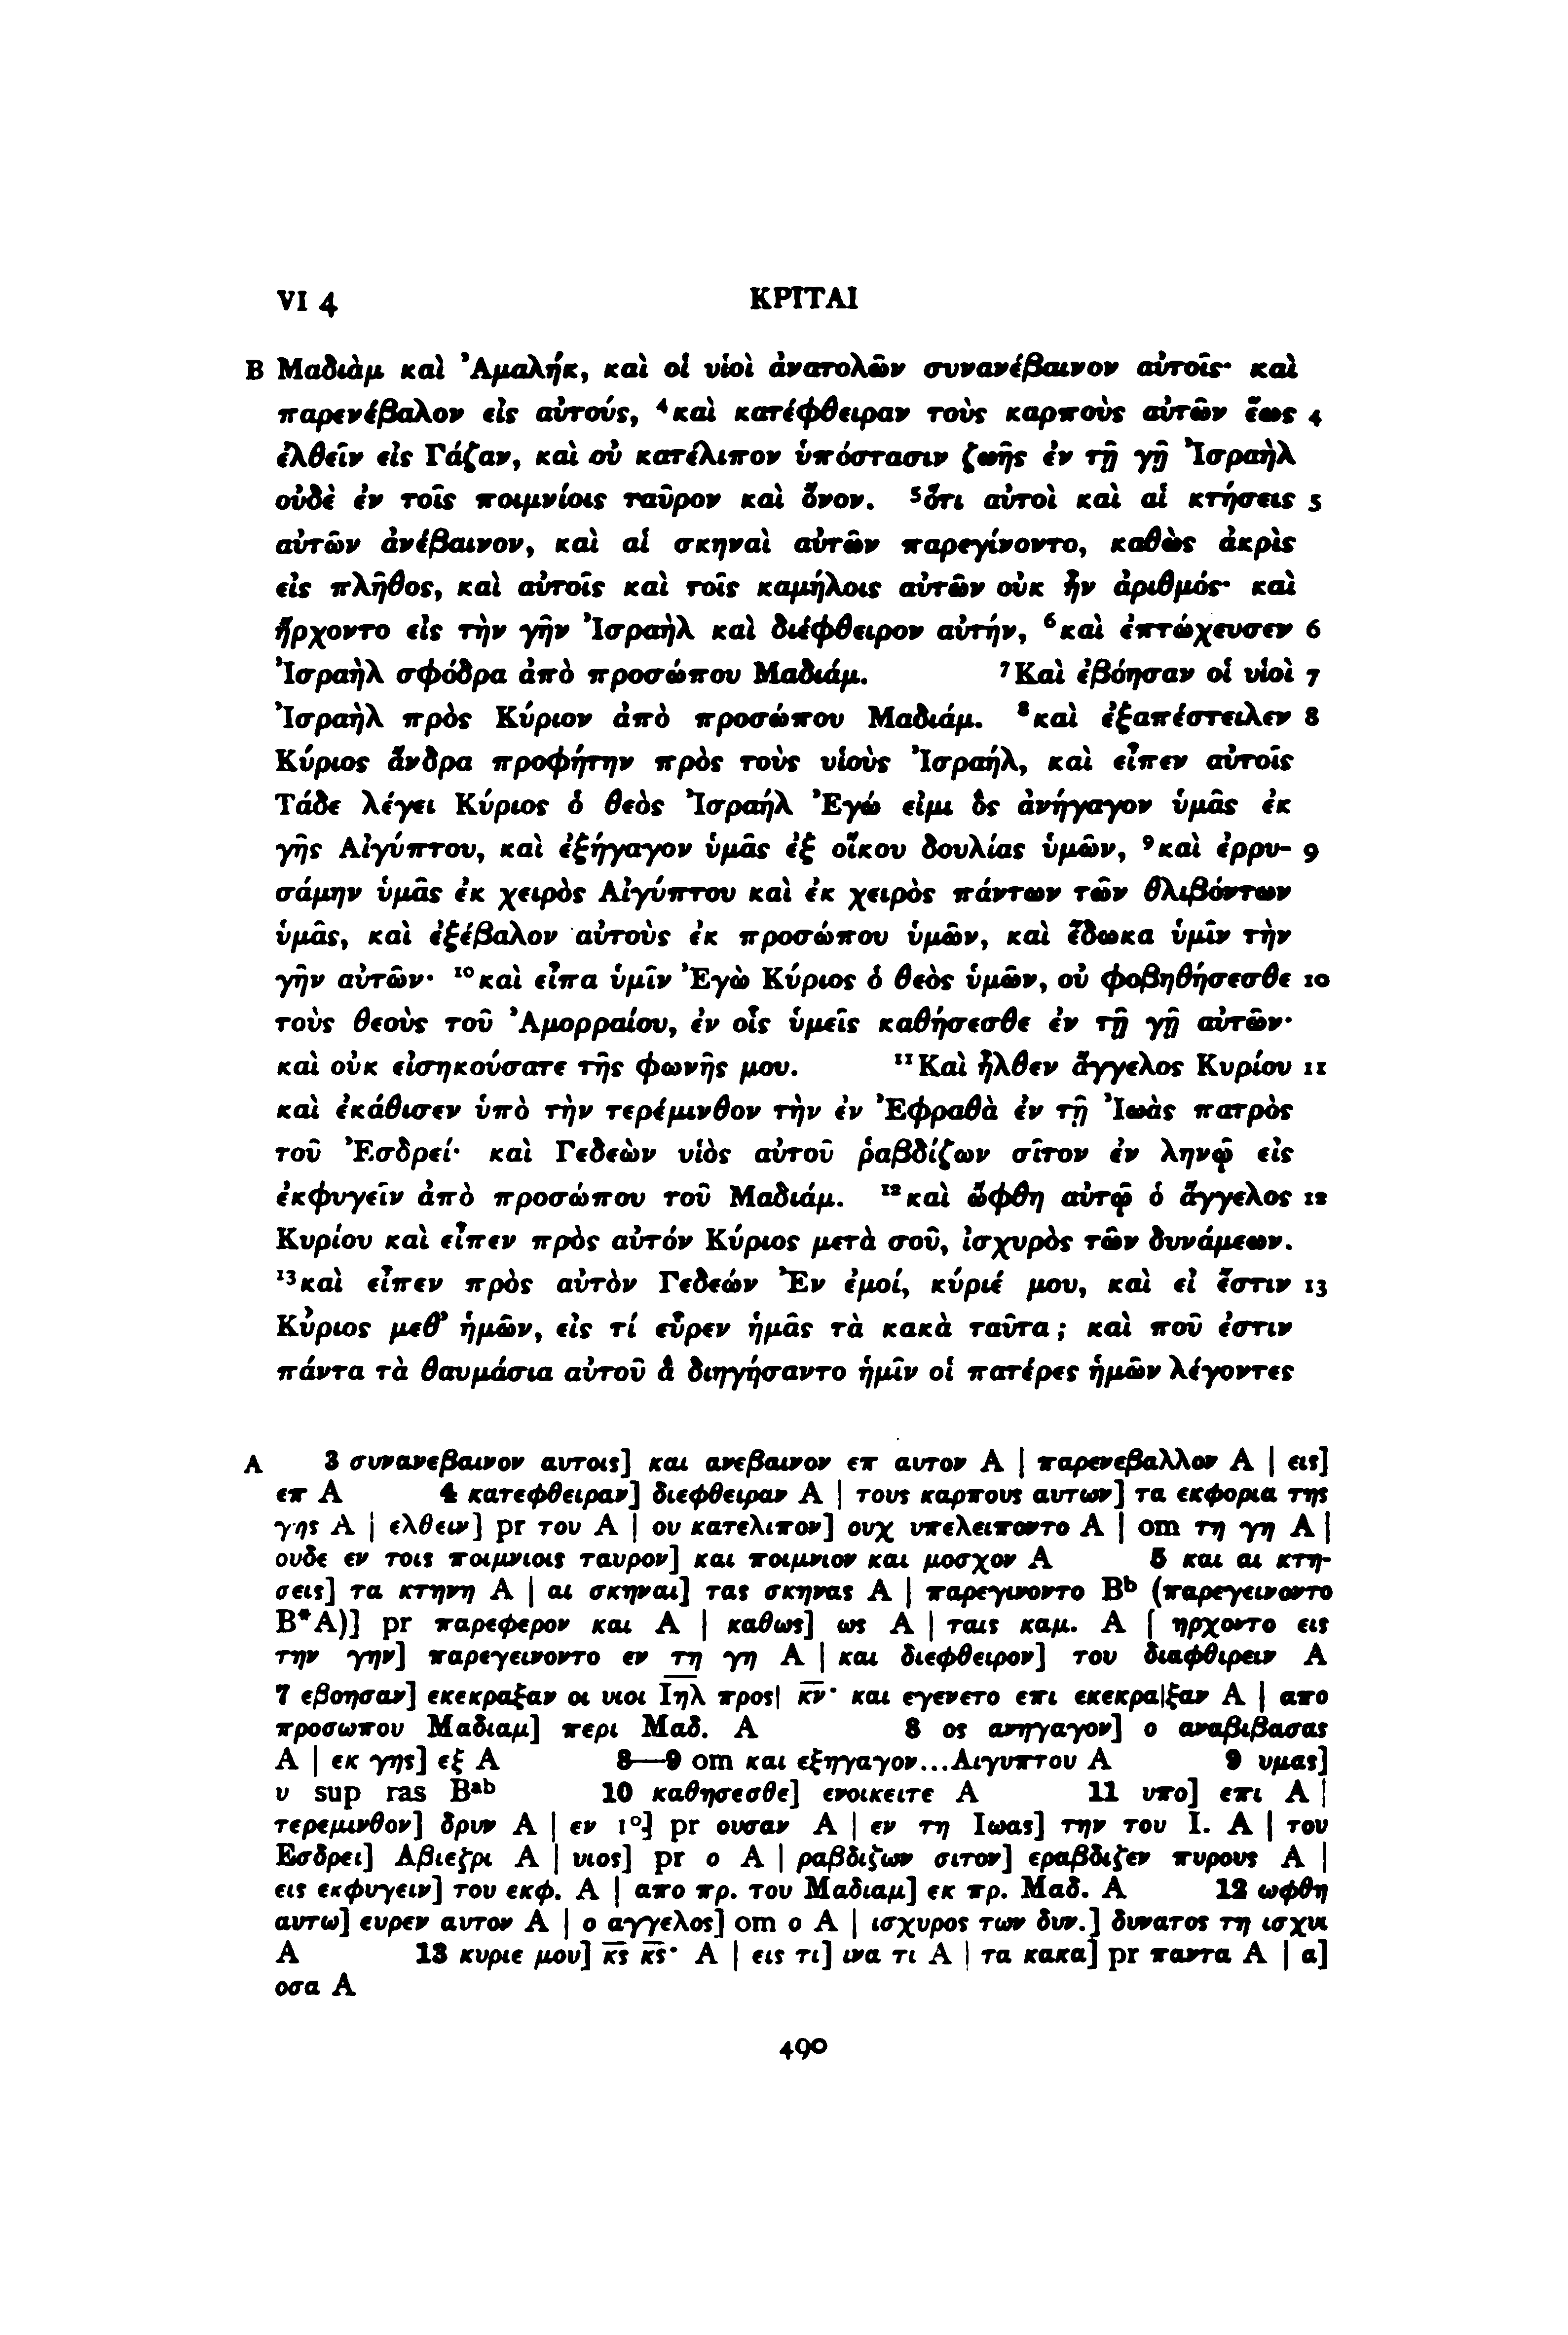 VI 4 ΚΡΙΤΑΙ
B Μαδιὰμ καὶ Ἀμαλήκ, καὶ οἱ υἱοὶ ἀνατολῶν συνανέβαινον αὐτοῖς· καὶ
παρενέβαλον εἰς αὐτούς, ⁴καὶ κατέφθειραν τοὺς καρποὺς αὐτῶν ἕως 4
ἐλθεῖν εἰς Γάζαν, καὶ οὐ κατέλιπον ὑπόστασιν ζωῆς ἐν τῇ γῇ Ἰσραὴλ
οὐδὲ ἐν τοῖς ποιμνίοις ταῦρον καὶ ὄνον. ⁵ὅτι αὐτοὶ καὶ αἱ κτήσεις 5
αὐτῶν ἀνέβαινον, καὶ αἱ σκηναὶ αὐτῶν παρεγίνοντο, καθὼς ἀκρὶς
εἰς πλῆθος, καὶ αὐτοῖς καὶ τοῖς καμήλοις αὐτῶν οὐκ ἦν ἀριθμός· καὶ
ἤρχοντο εἰς τὴν γῆν Ἰσραὴλ καὶ διέφθειρον αὐτήν, ⁶καὶ ἐπτώχευσεν 6
Ἰσραὴλ σφόδρα ἀπὸ προσώπου Μαδιάμ. ⁷Καὶ ἐβόησαν οἱ υἱοὶ 7
Ἰσραὴλ πρὸς Κύριον ἀπὸ προσώπου Μαδιάμ. ⁸καὶ ἐξαπέστειλεν 8
Κύριος ἄνδρα προφήτην πρὸς τοὺς υἱοὺς Ἰσραήλ, καὶ εἶπεν αὐτοῖς
Τάδε λέγει Κύριος ὁ θεὸς Ἰσραήλ Ἐγώ εἰμι ὃς ἀνήγαγον ὑμᾶς ἐκ
γῆς Αἰγύπτου, καὶ ἐξήγαγον ὑμᾶς ἐξ οἴκου δουλίας ὑμῶν, ⁹καὶ ἐρρυ- 9
σάμην ὑμᾶς ἐκ χειρὸς Αἰγύπτου καὶ ἐκ χειρὸς πάντων τῶν θλιβόντων
ὑμᾶς, καὶ ἐξέβαλον αὐτοὺς ἐκ προσώπου ὑμῶν, καὶ ἔδωκα ὑμῖν τὴν
γῆν αὐτῶν· ¹⁰καὶ εἶπα ὑμῖν Ἐγὼ Κύριος ὁ θεὸς ὑμῶν, οὐ φοβηθήσεσθε 10
τοὺς θεοὺς τοῦ Ἀμορραίου, ἐν οἷς ὑμεῖς καθήσεσθε ἐν τῇ γῇ αὐτῶν·
καὶ οὐκ εἰσηκούσατε τῆς φωνῆς μου. ¹¹Καὶ ἦλθεν ἄγγελος Κυρίου 11
καὶ ἐκάθισεν ὑπὸ τὴν τερέμινθον τὴν ἐν Ἐφραθὰ ἐν τῇ Ἰωὰς πατρὸς
τοῦ Ἐσδρεί· καὶ Γεδεὼν υἱὸς αὐτοῦ ῥαβδίζων σῖτον ἐν ληνῷ εἰς
ἐκφυγεῖν ἀπὸ προσώπου τοῦ Μαδιάμ. ¹²καὶ ὤφθη αὐτῷ ὁ ἄγγελος 12
Κυρίου καὶ εἶπεν πρὸς αὐτόν Κύριος μετὰ σοῦ, ἰσχυρὸς τῶν δυνάμεων.
¹³καὶ εἶπεν πρὸς αὐτὸν Γεδεών Ἐν ἐμοί, κύριέ μου, καὶ εἰ ἔστιν 13
Κύριος μεθ’ ἡμῶν, εἰς τί εὗρεν ἡμᾶς τὰ κακὰ ταῦτα; καὶ ποῦ ἐστιν
πάντα τὰ θαυμάσια αὐτοῦ ἃ διηγήσαντο ἡμῖν οἱ πατέρες ἡμῶν λέγοντες
A 3 συνανεβαινον αυτοις] και ανεβαινον επ αυτον A | παρενεβαλλον A | εις]
επ A 4 κατεφθειραν] διεφθειραν A | τους καρπους αυτων] τα εκφορια της
γης A | ελθειν] pr του A | ου κατελιπον] ουχ υπελειποντο A | om τη γη A |
ουδε εν τοις ποιμνιοις ταυρον] και ποιμνιον και μοσχον A 5 και αι κτη-
σεις] τα κτηνη A | αι σκηναι] τας σκηνας A | παρεγινοντο Bᵇ (παρεγεινοντο
B*A)] pr παρεφερον και A | καθως] ως A | ταις καμ. A | ηρχοντο εις
την γην] παρεγεινοντο εν τη γη A | και διεφθειρον] του διαφθιρειν A
7 εβοησαν] εκεκραξαν οι υιοι Ιη̅λ̅ προς| κ̅ν̅· και εγενετο επι εκεκρα|ξαν A | απο
προσωπου Μαδιαμ] περι Μαδ. A 8 ος ανηγαγον] ο αναβιβασας
A | εκ γης] εξ A 8—9 om και εξηγαγον...Αιγυπτου A 9 υμας]
υ sup ras Bᵃᵇ 10 καθησεσθε] ενοικειτε A 11 υπο] επι A |
τερεμινθον] δρυν A | εν 1°] pr ουσαν A | εν τη Ιωας] την του Ι. A | του
Εσδρει] Αβιεζρι A | υιος] pr ο A | ραβδιζων σιτον] εραβδιζεν πυρους A |
εις εκφυγειν] του εκφ. A | απο πρ. του Μαδιαμ] εκ πρ. Μαδ. A 12 ωφθη
αυτω] ευρεν αυτον A | ο αγγελος] om ο A | ισχυρος των δυν.] δυνατος τη ισχυι
A 13 κυριε μου] κ̅ς̅ κ̅ς̅· A | εις τι] ινα τι A | τα κακα] pr παντα A | α]
οσα A
490